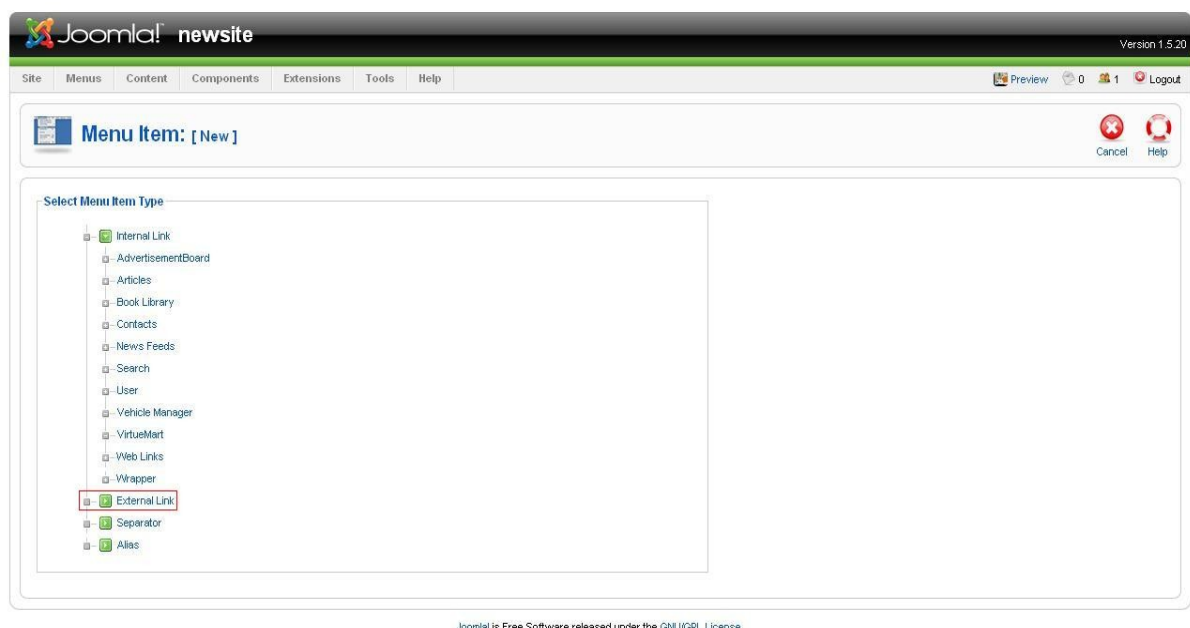 Joomla! newsite
Version 1.5.20
Site Menus Content Components Extensions Tools Help Preview 0 1 Logout
Menu Item: [ New ]
Cancel Help
Select Menu Item Type
Internal Link
AdvertisementBoard
Articles
Book Library
Contacts
News Feeds
Search
User
Vehicle Manager
VirtueMart
Web Links
Wrapper
External Link
Separator
Alias
Joomla! is Free Software released under the GNU/GPL License.